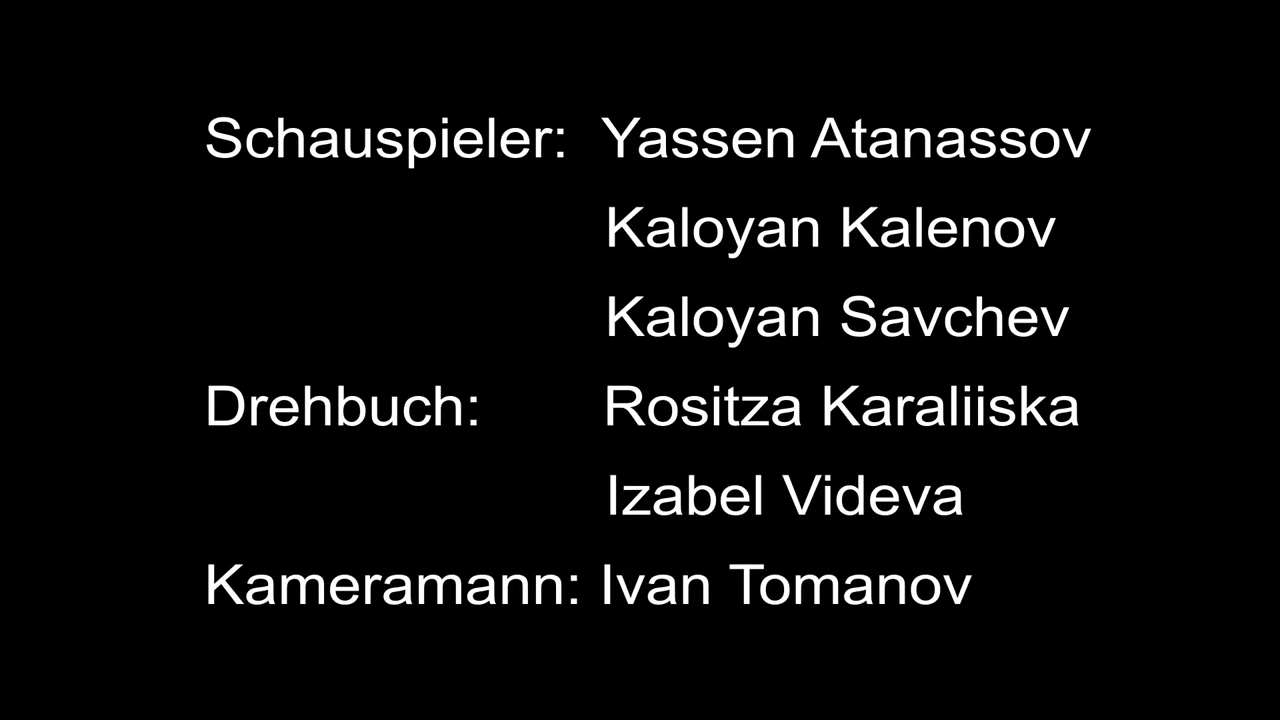 Schauspieler: Yassen Atanassov
Kaloyan Kalenov
Kaloyan Savchev
Drehbuch: Rositza Karaliiska
Izabel Videva
Kameramann: Ivan Tomanov